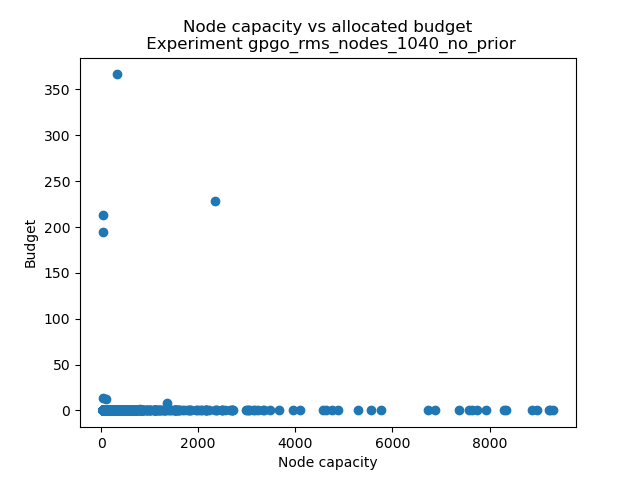 Node capacity vs allocated budget
Experiment gpgo_rms_nodes_1040_no_prior
350
300
250
200
150
100
50
0
Budget
0 2000 4000 6000 8000
Node capacity